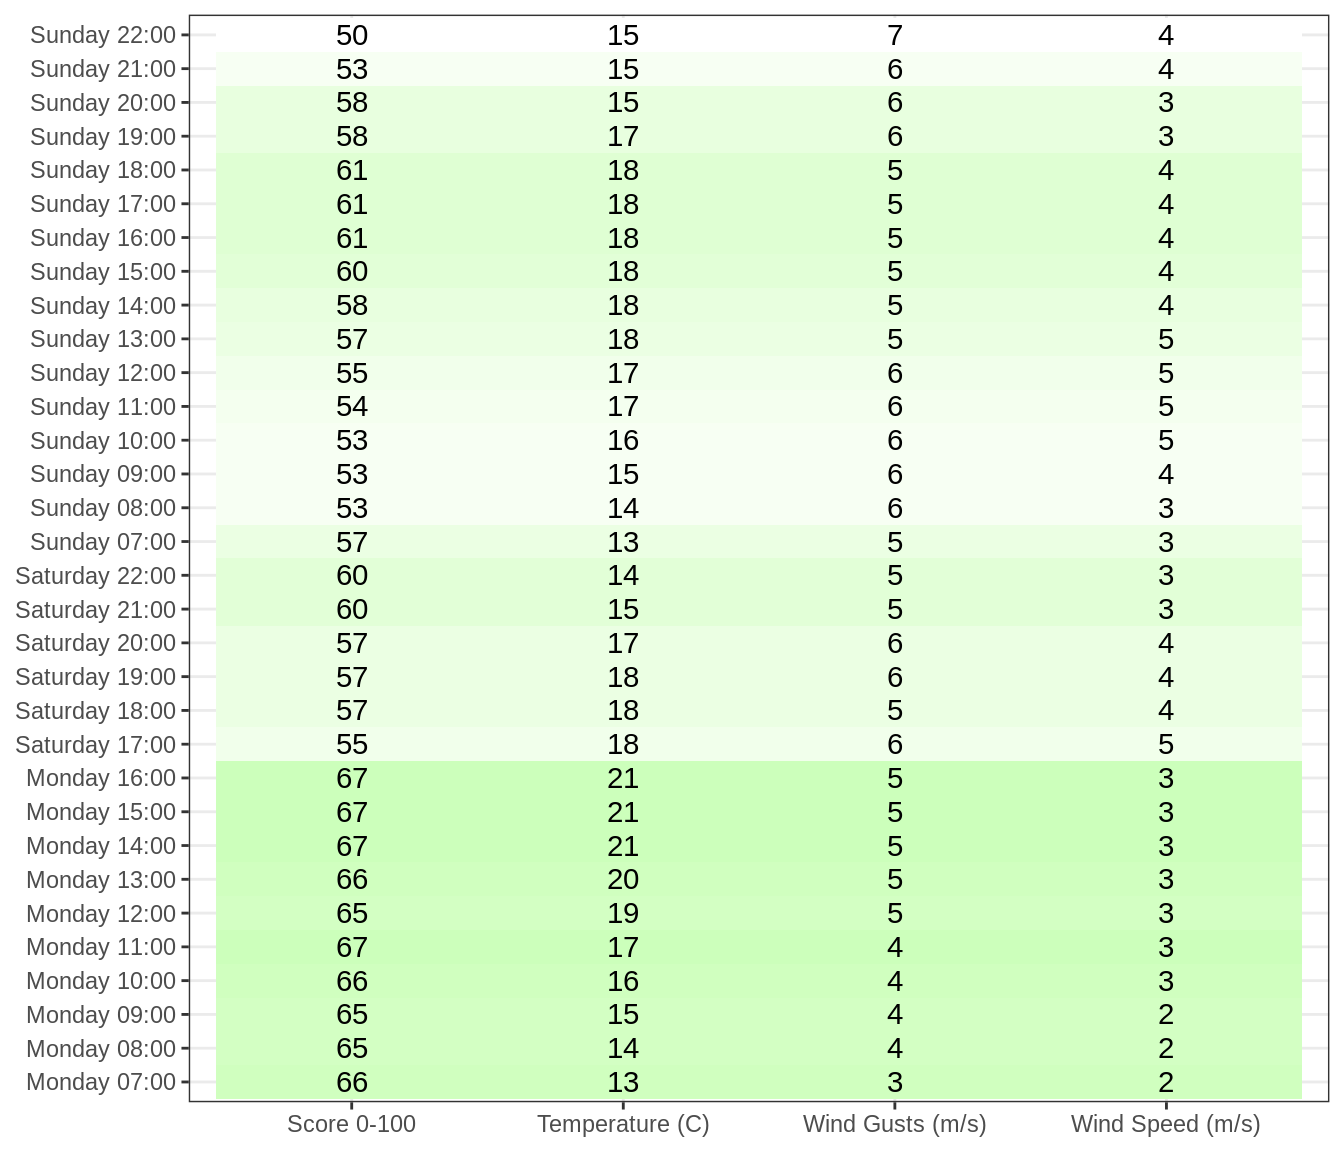 Sunday 22:00 50 15 7 4
Sunday 21:00 53 15 6 4
Sunday 20:00 58 15 6 3
Sunday 19:00 58 17 6 3
Sunday 18:00 61 18 5 4
Sunday 17:00 61 18 5 4
Sunday 16:00 61 18 5 4
Sunday 15:00 60 18 5 4
Sunday 14:00 58 18 5 4
Sunday 13:00 57 18 5 5
Sunday 12:00 55 17 6 5
Sunday 11:00 54 17 6 5
Sunday 10:00 53 16 6 5
Sunday 09:00 53 15 6 4
Sunday 08:00 53 14 6 3
Sunday 07:00 57 13 5 3
Saturday 22:00 60 14 5 3
Saturday 21:00 60 15 5 3
Saturday 20:00 57 17 6 4
Saturday 19:00 57 18 6 4
Saturday 18:00 57 18 5 4
Saturday 17:00 55 18 6 5
Monday 16:00 67 21 5 3
Monday 15:00 67 21 5 3
Monday 14:00 67 21 5 3
Monday 13:00 66 20 5 3
Monday 12:00 65 19 5 3
Monday 11:00 67 17 4 3
Monday 10:00 66 16 4 3
Monday 09:00 65 15 4 2
Monday 08:00 65 14 4 2
Monday 07:00 66 13 3 2
Score 0-100 Temperature (C) Wind Gusts (m/s) Wind Speed (m/s)